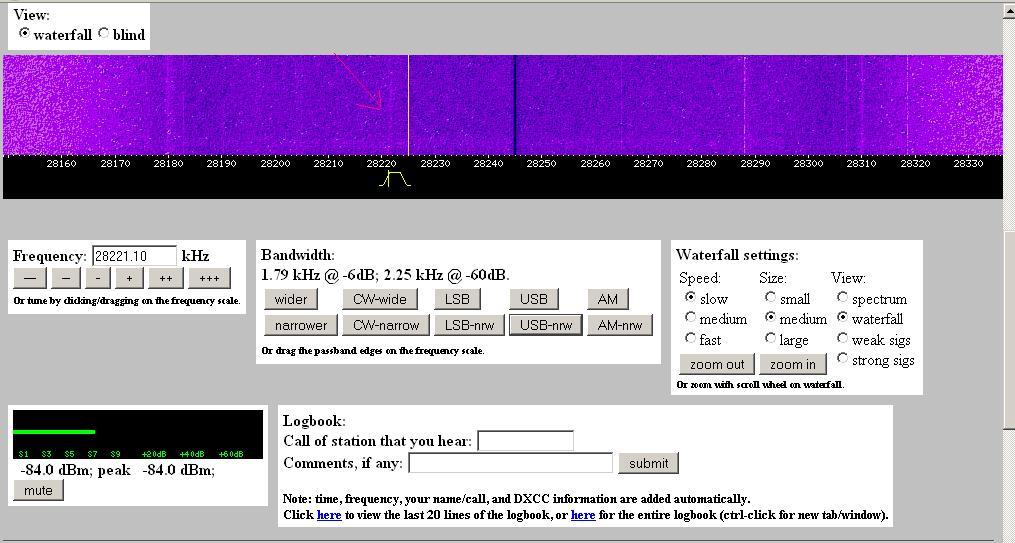 View:
waterfall blind
28160 28170 28180 28190 28200 28210 28220 28230 28240 28250 28260 28270 28280 28290 28300 28310 28320 28330
Frequency: 28221.10 kHz
--- -- - + ++ +++
Or tune by clicking/dragging on the frequency scale.
Bandwidth:
1.79 kHz @ -6dB; 2.25 kHz @ -60dB.
wider CW-wide LSB USB AM
narrower CW-narrow LSB-nrw USB-nrw AM-nrw
Or drag the passband edges on the frequency scale.
Waterfall settings:
Speed: Size: View:
slow small spectrum
medium medium waterfall
fast large weak sigs
zoom out zoom in strong sigs
Or zoom with scroll wheel on waterfall.
S1 S3 S5 S7 S9 +20dB +40dB +60dB
-84.0 dBm; peak -84.0 dBm;
mute
Logbook:
Call of station that you hear:
Comments, if any: submit
Note: time, frequency, your name/call, and DXCC information are added automatically.
Click here to view the last 20 lines of the logbook, or here for the entire logbook (ctrl-click for new tab/window).